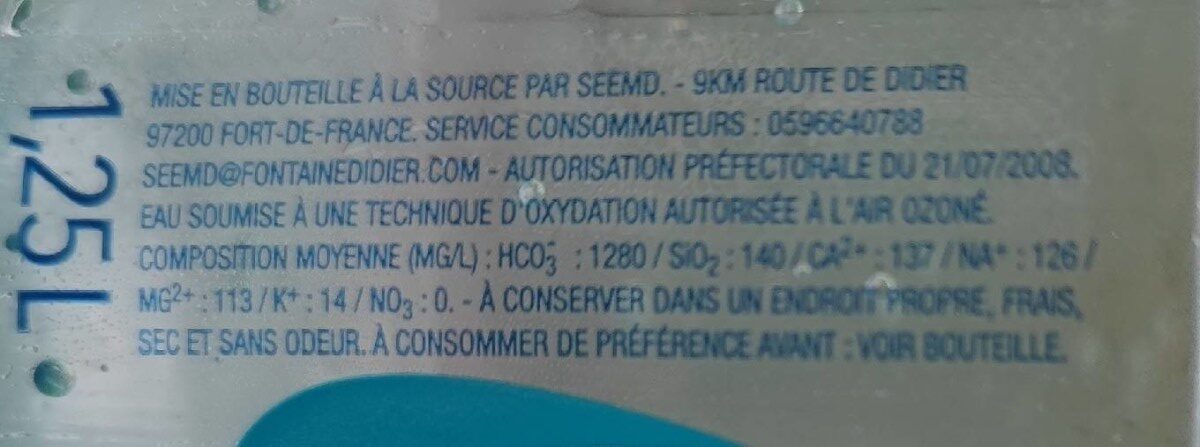 1,25 L
MISE EN BOUTEILLE À LA SOURCE PAR SEEMD. - 9KM ROUTE DE DIDIER
97200 FORT-DE-FRANCE. SERVICE CONSOMMATEURS : 0596640788
SEEMD@FONTAINEDIDIER.COM - AUTORISATION PRÉFECTORALE DU 21/07/2008.
EAU SOUMISE À UNE TECHNIQUE D'OXYDATION AUTORISÉE À L'AIR OZONÉ.
COMPOSITION MOYENNE (MG/L) : HCO₃⁻ : 1280 / SIO₂ : 140 / CA²⁺ : 137 / NA⁺ : 126 /
MG²⁺ : 113 / K⁺ : 14 / NO₃ : 0. - À CONSERVER DANS UN ENDROIT PROPRE, FRAIS,
SEC ET SANS ODEUR. À CONSOMMER DE PRÉFÉRENCE AVANT : VOIR BOUTEILLE.